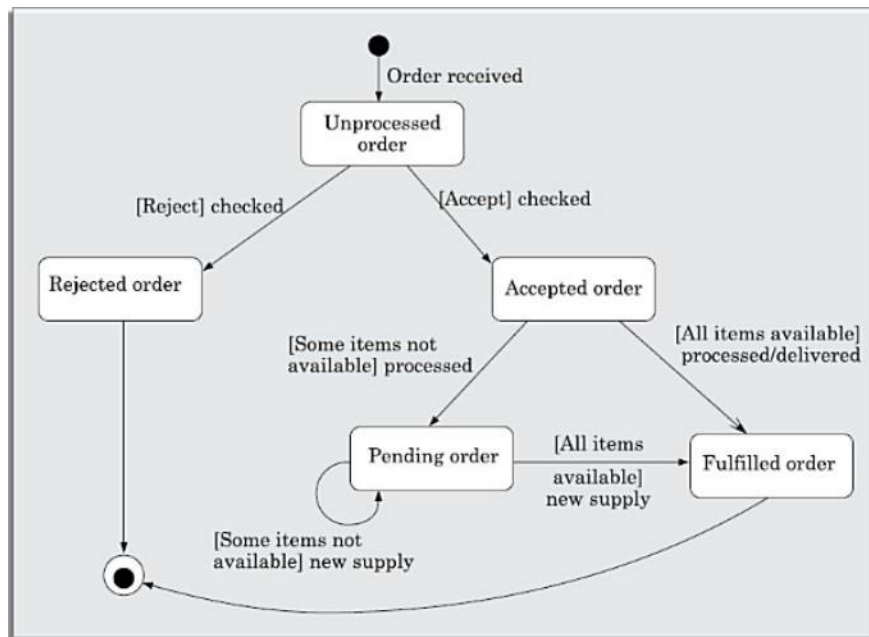 Order received
Unprocessed
order
[Reject] checked
[Accept] checked
Rejected order
Accepted order
[Some items not
available] processed
[All items available]
processed/delivered
Pending order
[All items
available]
new supply
Fulfilled order
[Some items not
available] new supply